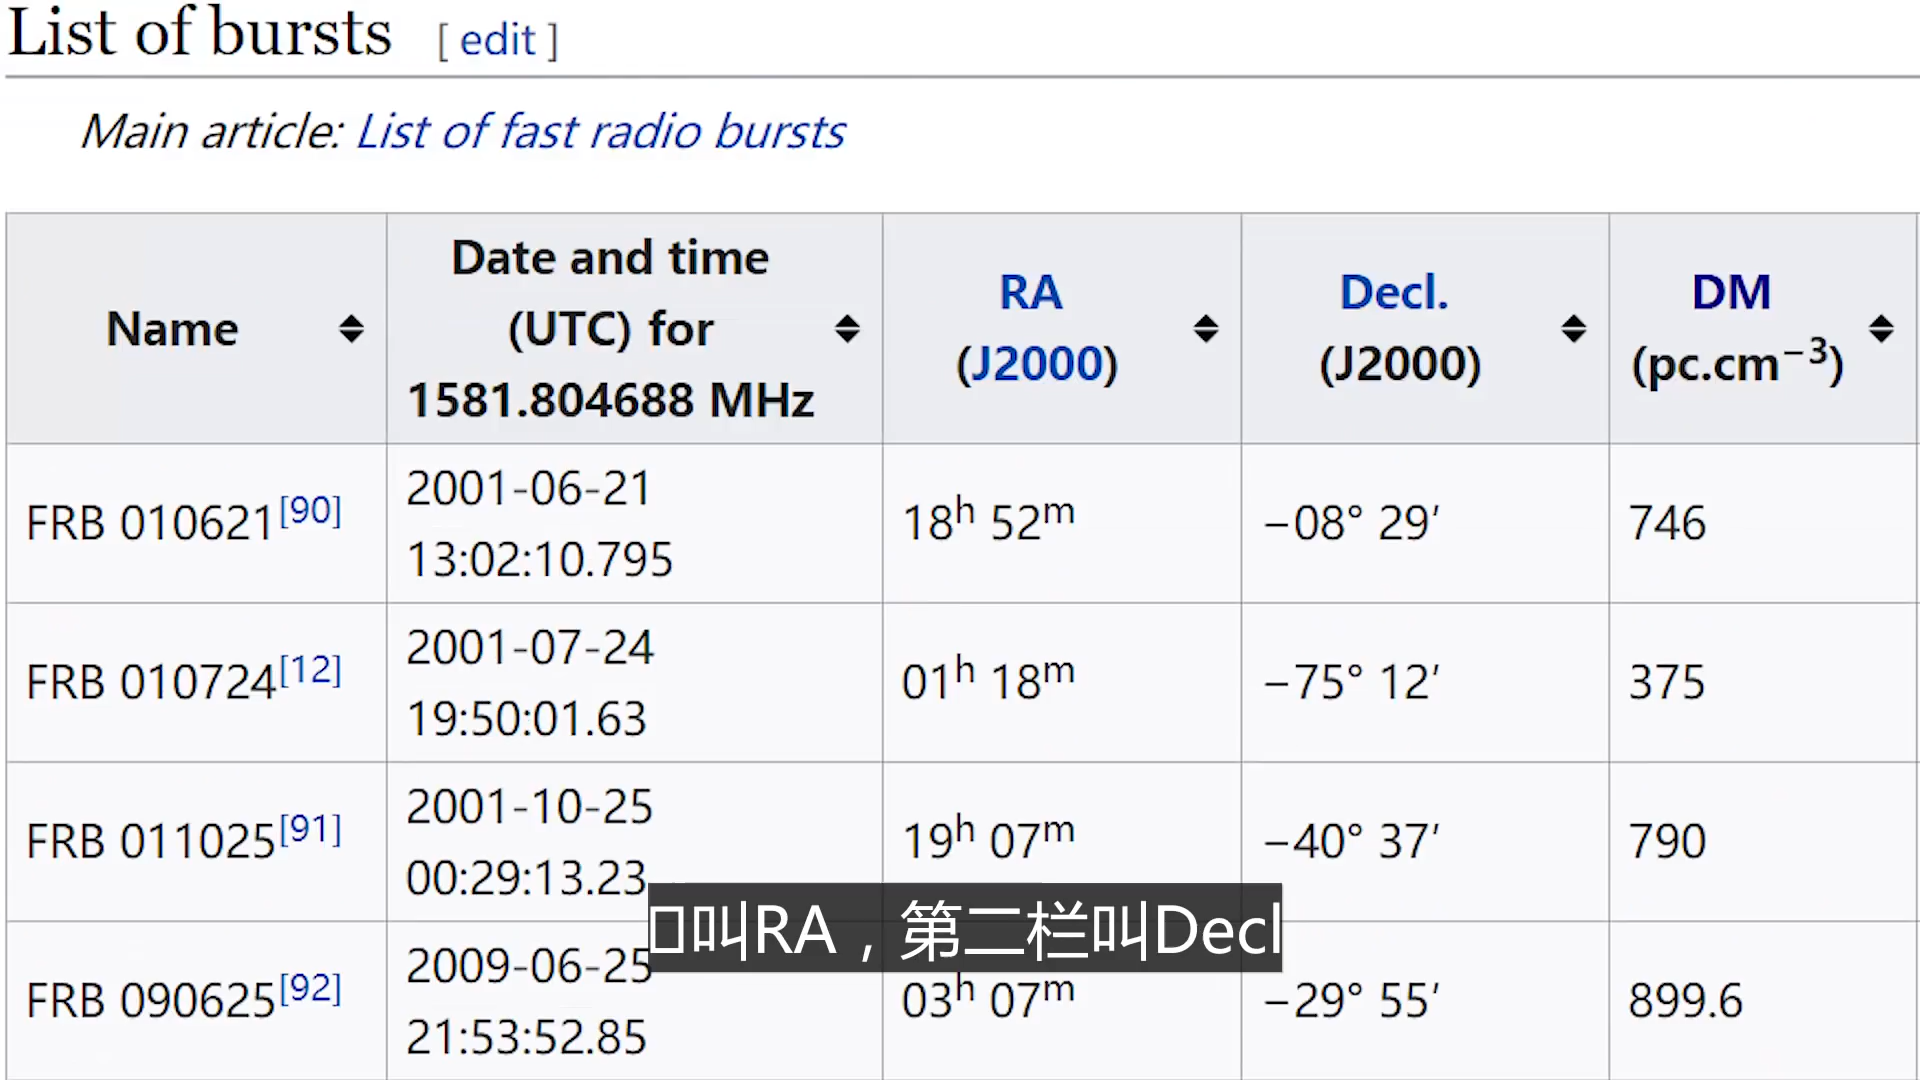 List of bursts [ edit ]
Main article: List of fast radio bursts
Name
Date and time
(UTC) for
1581.804688 MHz
RA
(J2000)
Decl.
(J2000)
DM
(pc.cm⁻³)
FRB 010621[90]
2001-06-21
13:02:10.795
18h 52m
−08° 29′
746
FRB 010724[12]
2001-07-24
19:50:01.63
01h 18m
−75° 12′
375
FRB 011025[91]
2001-10-25
00:29:13.23
19h 07m
−40° 37′
790
FRB 090625[92]
2009-06-25
21:53:52.85
03h 07m
−29° 55′
899.6
叫RA，第二栏叫Decl